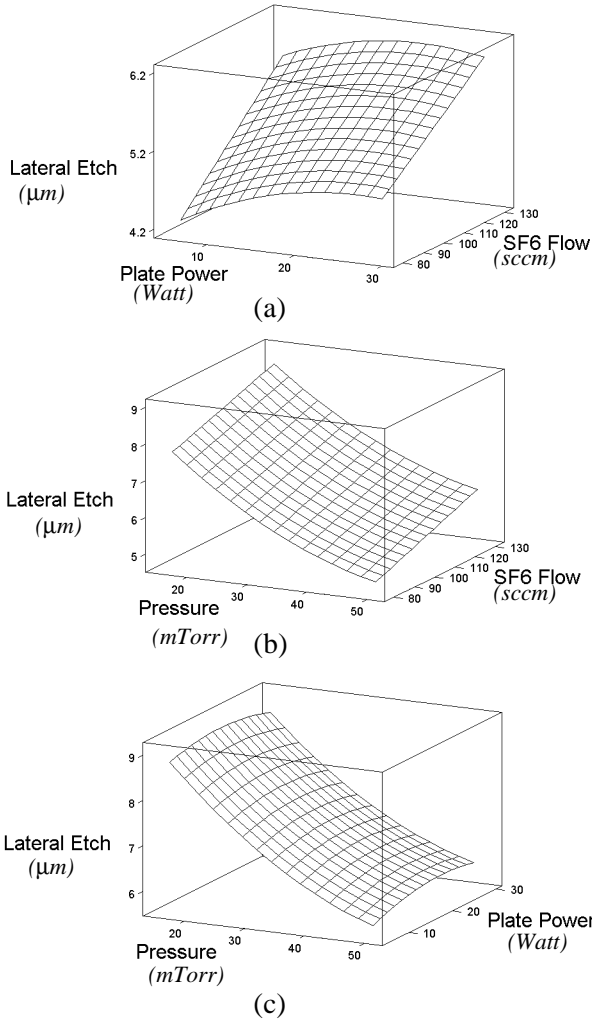 6.2
Lateral Etch
(μm)
5.2
4.2
10
20
30
Plate Power
(Watt)
80
90
100
110
120
130
SF6 Flow
(sccm)
(a)
9
8
7
6
5
Lateral Etch
(μm)
20
30
40
50
Pressure
(mTorr)
80
90
100
110
120
130
SF6 Flow
(sccm)
(b)
9
8
7
6
Lateral Etch
(μm)
20
30
40
50
Pressure
(mTorr)
10
20
30
Plate Power
(Watt)
(c)